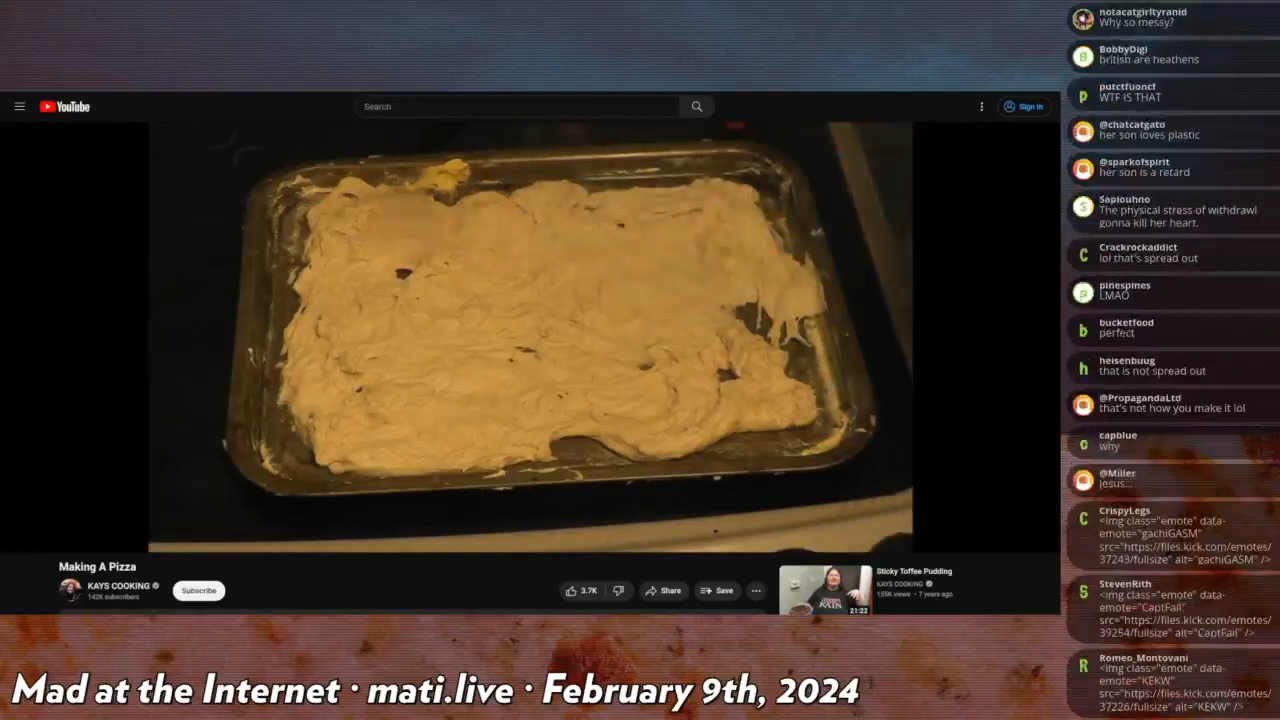 YouTube
Search
Sign in
Making A Pizza
KAYS COOKING
142K subscribers
Subscribe
3.7K
Share
Save
Sticky Toffee Pudding
KAYS COOKING
155K views • 7 years ago
21:22
Mad at the Internet · mati.live · February 9th, 2024
notacatgirltyranid
Why so messy?
BobbyDigi
british are heathens
putctfuoncf
WTF IS THAT
@chatcatgato
her son loves plastic
@sparkofspirit
her son is a retard
Saplouhno
The physical stress of withdrawl
gonna kill her heart.
Crackrockaddict
lol that's spread out
pinespines
LMAO
bucketfood
perfect
heisenbuug
that is not spread out
@PropagandaLtd
that's not how you make it lol
capblue
why
@Miller
jesus...
CrispyLegs
<img class="emote" data-
emote="gachiGASM"
src="https://files.kick.com/emotes/
37243/fullsize" alt="gachiGASM" />
StevenRith
<img class="emote" data-
emote="CaptFail"
src="https://files.kick.com/emotes/
39254/fullsize" alt="CaptFail" />
Romeo_Montovani
<img class="emote" data-
emote="KEKW"
src="https://files.kick.com/emotes/
37226/fullsize" alt="KEKW" />